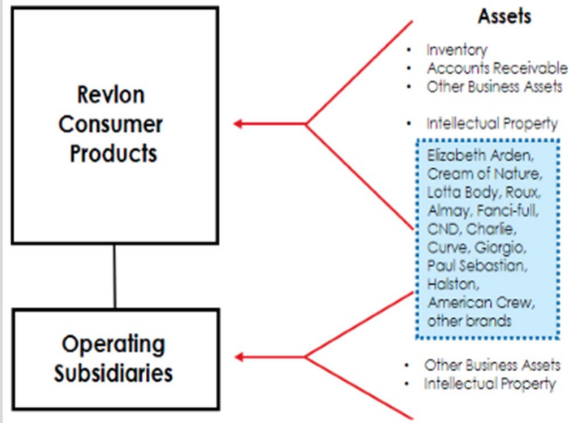 Revlon
Consumer
Products
Operating
Subsidiaries
Assets
• Inventory
• Accounts Receivable
• Other Business Assets
• Intellectual Property
Elizabeth Arden,
Cream of Nature,
Lotta Body, Roux,
Almay, Fanci-full,
CND, Charlie,
Curve, Giorgio,
Paul Sebastian,
Halston,
American Crew,
other brands
• Other Business Assets
• Intellectual Property